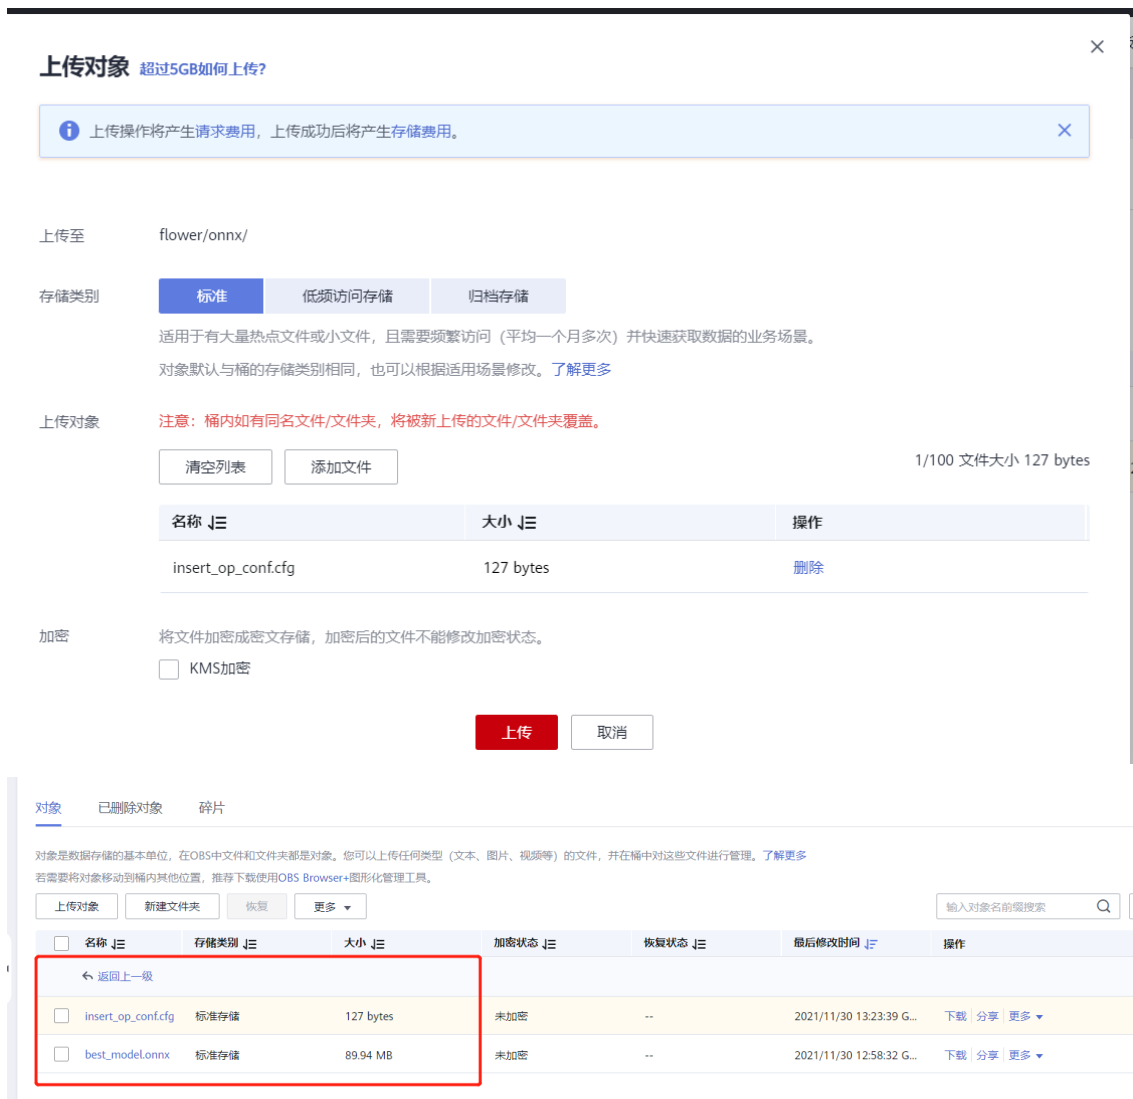 上传对象 超过5GB如何上传?
上传操作将产生请求费用，上传成功后将产生存储费用。
上传至 flower/onnx/
存储类别 标准 低频访问存储 归档存储
适用于有大量热点文件或小文件，且需要频繁访问（平均一个月多次）并快速获取数据的业务场景。
对象默认与桶的存储类别相同，也可以根据适用场景修改。了解更多
上传对象 注意：桶内如有同名文件/文件夹，将被新上传的文件/文件夹覆盖。
清空列表 添加文件 1/100 文件大小 127 bytes
名称 大小 操作
insert_op_conf.cfg 127 bytes 删除
加密 将文件加密成密文存储，加密后的文件不能修改加密状态。
KMS加密
上传 取消
对象 已删除对象 碎片
对象是数据存储的基本单位，在OBS中文件和文件夹都是对象。您可以上传任何类型（文本、图片、视频等）的文件，并在桶中对这些文件进行管理。了解更多
若需要将对象移动到桶内其他位置，推荐下载使用OBS Browser+图形化管理工具。
上传对象 新建文件夹 恢复 更多 输入对象名前缀搜索
名称 存储类别 大小 加密状态 恢复状态 最后修改时间 操作
返回上一级
insert_op_conf.cfg 标准存储 127 bytes 未加密 -- 2021/11/30 13:23:39 G... 下载 分享 更多
best_model.onnx 标准存储 89.94 MB 未加密 -- 2021/11/30 12:58:32 G... 下载 分享 更多